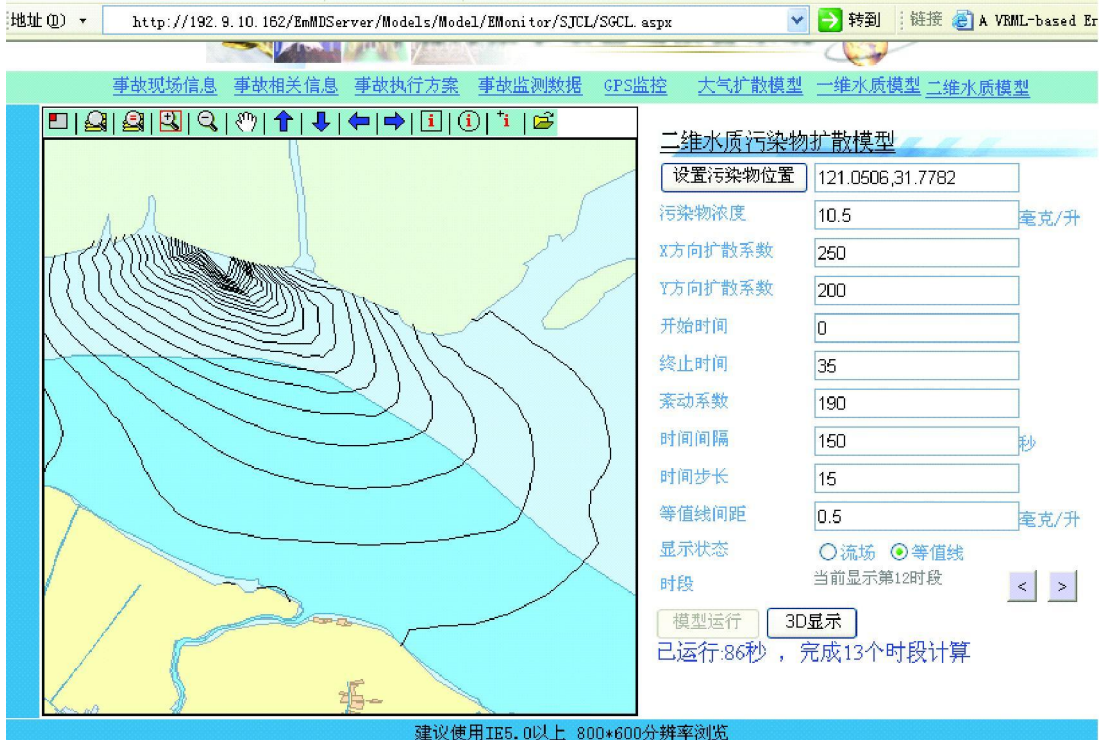 地址(D) http://192.9.10.162/EmMDServer/Models/Model/EMonitor/SJCL/SGCL.aspx 转到 链接 A VRML-based Er
事故现场信息 事故相关信息 事故执行方案 事故监测数据 GPS监控 大气扩散模型 一维水质模型 二维水质模型
二维水质污染物扩散模型
设置污染物位置 121.0506,31.7782
污染物浓度 10.5 毫克/升
X方向扩散系数 250
Y方向扩散系数 200
开始时间 0
终止时间 35
紊动系数 190
时间间隔 150 秒
时间步长 15
等值线间距 0.5 毫克/升
显示状态 流场 等值线
时段 当前显示第12时段 < >
模型运行 3D显示
已运行:86秒 ，完成13个时段计算
建议使用IE5.0以上 800*600分辨率浏览